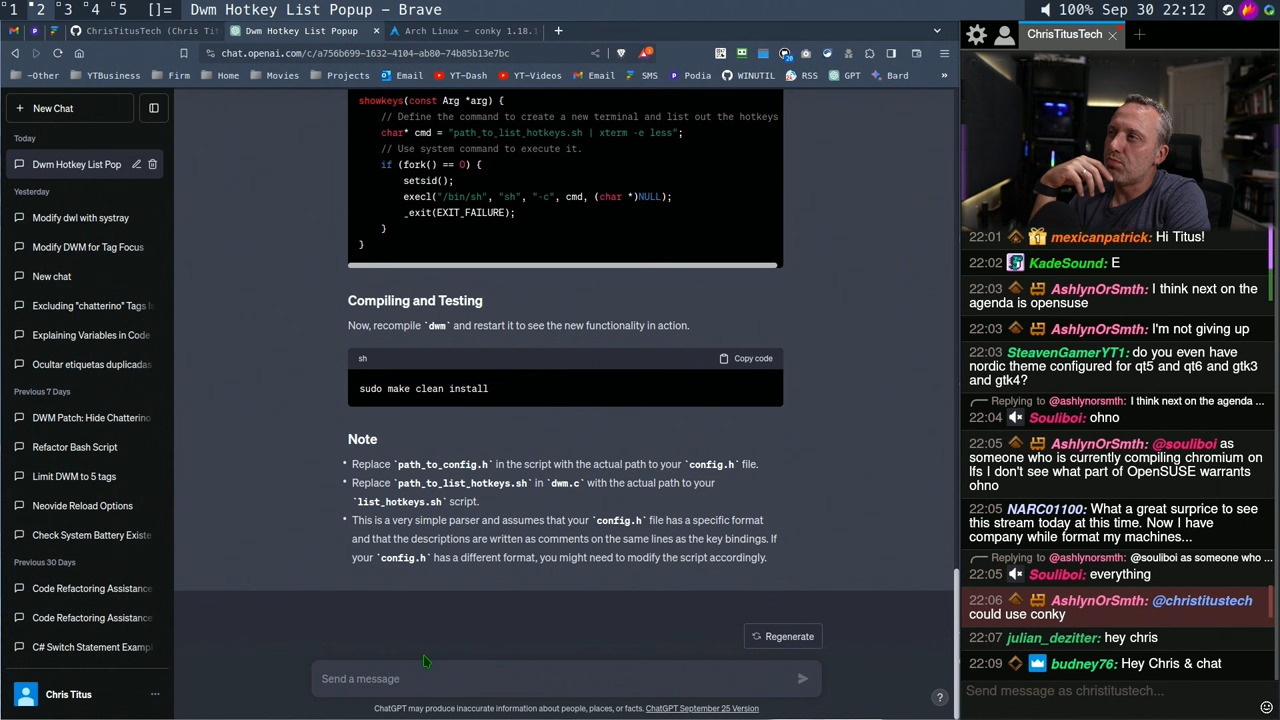 1 2 3 4 5 []= Dwm Hotkey List Popup - Brave 100% Sep 30 22:12
ChrisTitusTech (Chris Tit
Dwm Hotkey List Popup
Arch Linux - conky 1.18.1
chat.openai.com/c/a756b699-1632-4104-ab80-74b85b13e7bc
-Other YTBusiness Firm Home Movies Projects Email YT-Dash YT-Videos Email SMS Podia WINUTIL RSS GPT Bard
New Chat
Today
Dwm Hotkey List Pop
Yesterday
Modify dwl with systray
Modify DWM for Tag Focus
New chat
Excluding "chatterino" Tags
Explaining Variables in Code
Ocultar etiquetas duplicadas
Previous 7 Days
DWM Patch: Hide Chatterino
Refactor Bash Script
Limit DWM to 5 tags
Neovide Reload Options
Check System Battery Existe
Previous 30 Days
Code Refactoring Assistance
Code Refactoring Assistance
C# Switch Statement Exampl
Chris Titus
showkeys(const Arg *arg) {
// Define the command to create a new terminal and list out the hotkeys
char* cmd = "path_to_list_hotkeys.sh | xterm -e less";
// Use system command to execute it.
if (fork() == 0) {
setsid();
execl("/bin/sh", "sh", "-c", cmd, (char *)NULL);
_exit(EXIT_FAILURE);
}
}
Compiling and Testing
Now, recompile `dwm` and restart it to see the new functionality in action.
sh Copy code
sudo make clean install
Note
• Replace `path_to_config.h` in the script with the actual path to your `config.h` file.
• Replace `path_to_list_hotkeys.sh` in `dwm.c` with the actual path to your
`list_hotkeys.sh` script.
• This is a very simple parser and assumes that your `config.h` file has a specific format
and that the descriptions are written as comments on the same lines as the key bindings. If
your `config.h` has a different format, you might need to modify the script accordingly.
Regenerate
Send a message
ChatGPT may produce inaccurate information about people, places, or facts. ChatGPT September 25 Version
?
ChrisTitusTech
22:01 mexicanpatrick: Hi Titus!
22:02 KadeSound: E
22:03 AshlynOrSmth: I think next on the
agenda is opensuse
22:03 AshlynOrSmth: I'm not giving up
22:03 SteavenGamerYT1: do you even have
nordic theme configured for qt5 and qt6 and gtk3
and gtk4?
Replying to @ashlynorsmth: I think next on the agenda ...
22:04 Souliboi: ohno
22:05 AshlynOrSmth: @souliboi as
someone who is currently compiling chromium on
lfs I don't see what part of OpenSUSE warrants
ohno
22:05 NARC01100: What a great surprice to see
this stream today at this time. Now I have
company while format my machines...
Replying to @ashlynorsmth: @souliboi as someone who ...
22:05 Souliboi: everything
22:06 AshlynOrSmth: @christitustech
could use conky
22:07 julian_dezitter: hey chris
22:09 budney76: Hey Chris & chat
Send message as christitustech...